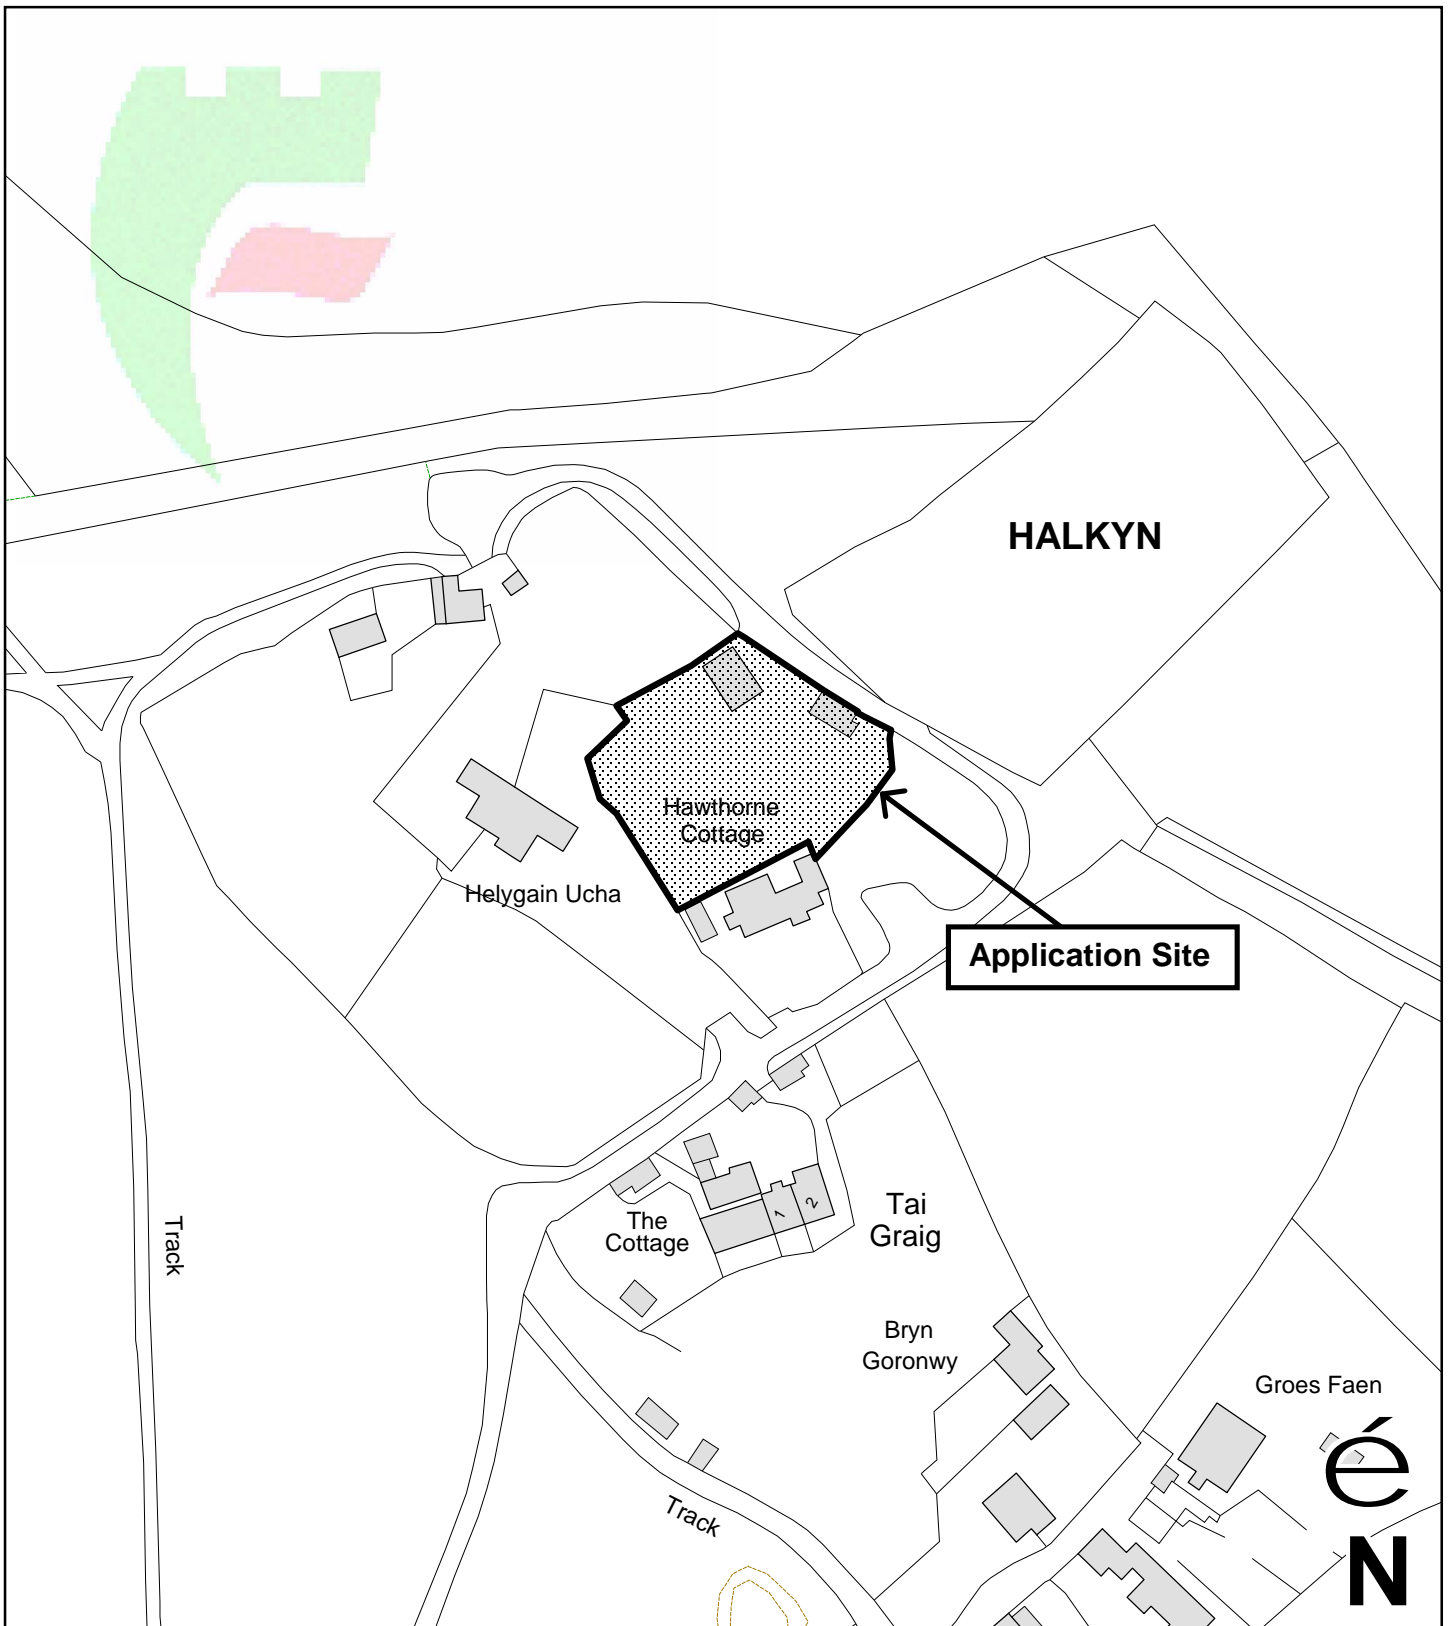 HALKYN
Hawthorne
Cottage
Helygain Ucha
Application Site
The
Cottage
1
2
Tai
Graig
Track
Bryn
Goronwy
Groes Faen
Track
é
N